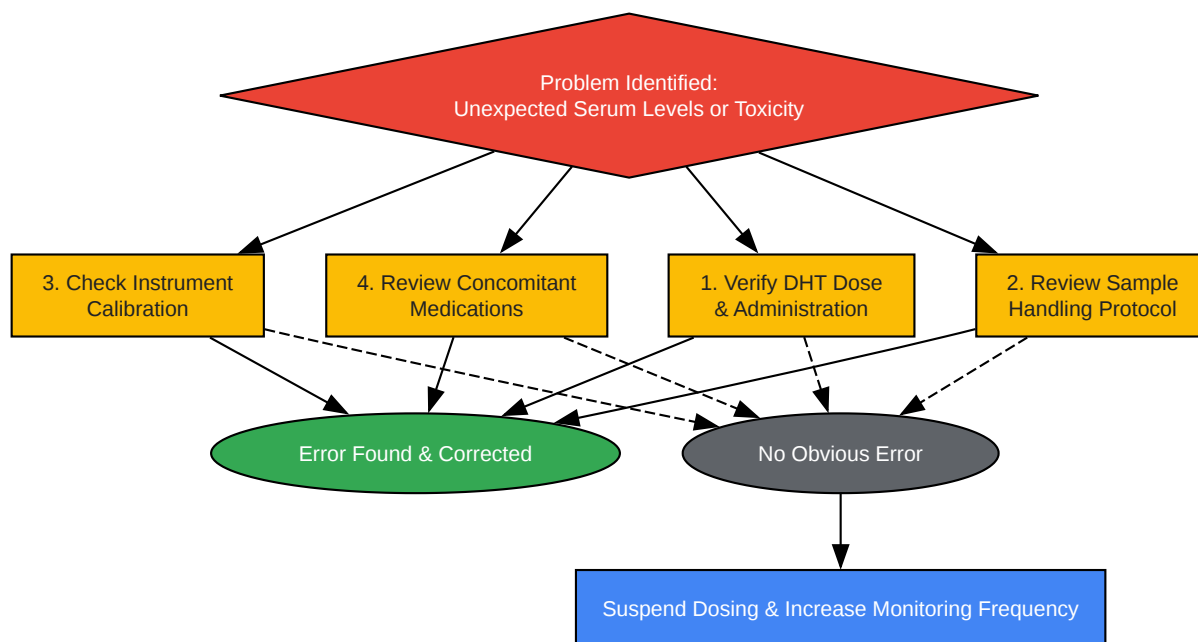 Problem Identified:
Unexpected Serum Levels or Toxicity
3. Check Instrument
Calibration
4. Review Concomitant
Medications
1. Verify DHT Dose
& Administration
2. Review Sample
Handling Protocol
Error Found & Corrected
No Obvious Error
Suspend Dosing & Increase Monitoring Frequency